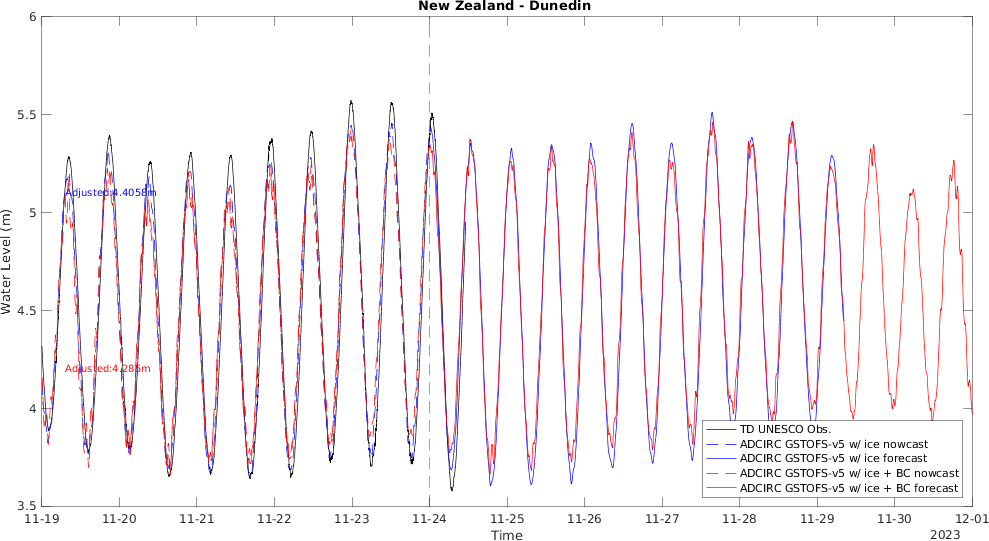 New Zealand - Dunedin
6
5.5
5
4.5
4
3.5
Water Level (m)
Adjusted:4.4058m
Adjusted:4.285m
TD UNESCO Obs.
ADCIRC GSTOFS-v5 w/ ice nowcast
ADCIRC GSTOFS-v5 w/ ice forecast
ADCIRC GSTOFS-v5 w/ ice + BC nowcast
ADCIRC GSTOFS-v5 w/ ice + BC forecast
11-19 11-20 11-21 11-22 11-23 11-24 11-25 11-26 11-27 11-28 11-29 11-30 12-01
Time
2023